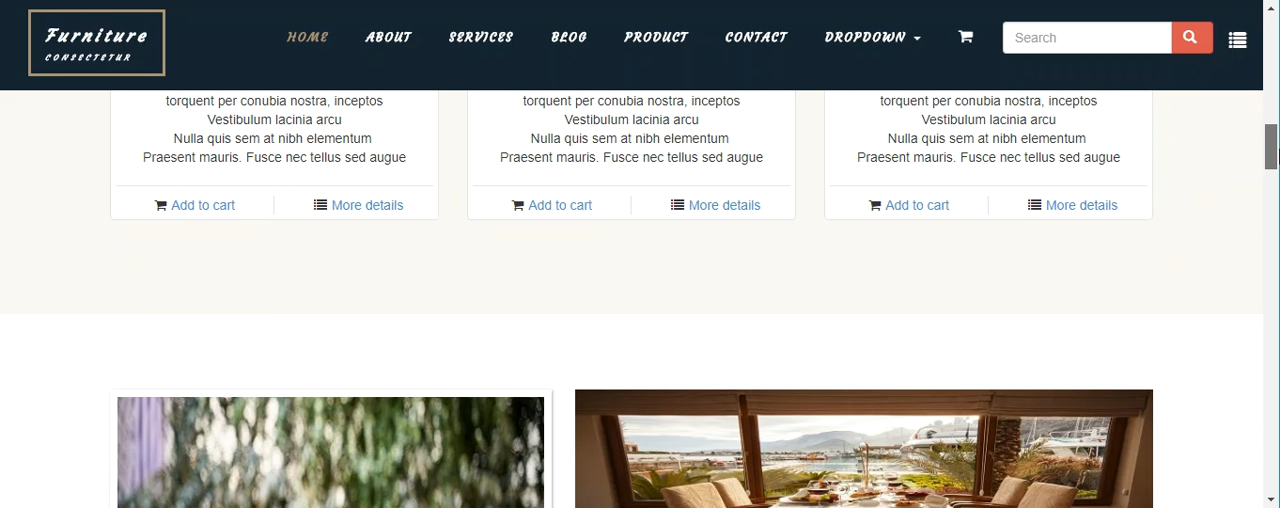 Furniture
CONSECTETUR
HOME ABOUT SERVICES BLOG PRODUCT CONTACT DROPDOWN Search
torquent per conubia nostra, inceptos torquent per conubia nostra, inceptos torquent per conubia nostra, inceptos
Vestibulum lacinia arcu Vestibulum lacinia arcu Vestibulum lacinia arcu
Nulla quis sem at nibh elementum Nulla quis sem at nibh elementum Nulla quis sem at nibh elementum
Praesent mauris. Fusce nec tellus sed augue Praesent mauris. Fusce nec tellus sed augue Praesent mauris. Fusce nec tellus sed augue
Add to cart More details Add to cart More details Add to cart More details